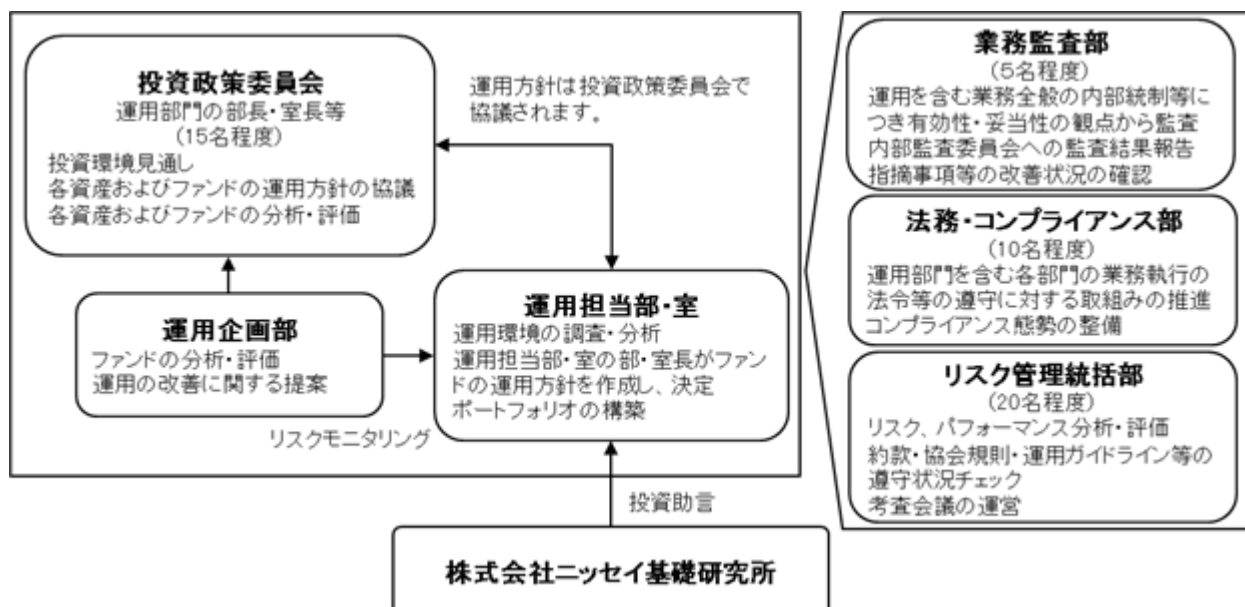 投資政策委員会
運用部門の部長・室長等
(15名程度)
投資環境見通し
各資産およびファンドの運用方針の協議
各資産およびファンドの分析・評価
運用方針は投資政策委員会で
協議されます。
運用企画部
ファンドの分析・評価
運用の改善に関する提案
リスクモニタリング
運用担当部・室
運用環境の調査・分析
運用担当部・室の部・室長がファン
ドの運用方針を作成し、決定
ポートフォリオの構築
投資助言
株式会社ニッセイ基礎研究所
業務監査部
(5名程度)
運用を含む業務全般の内部統制等に
つき有効性・妥当性の観点から監査
内部監査委員会への監査結果報告
指摘事項等の改善状況の確認
法務・コンプライアンス部
(10名程度)
運用部門を含む各部門の業務執行の
法令等の遵守に対する取組みの推進
コンプライアンス態勢の整備
リスク管理統括部
(20名程度)
リスク、パフォーマンス分析・評価
約款・協会規則・運用ガイドライン等の
遵守状況チェック
考査会議の運営